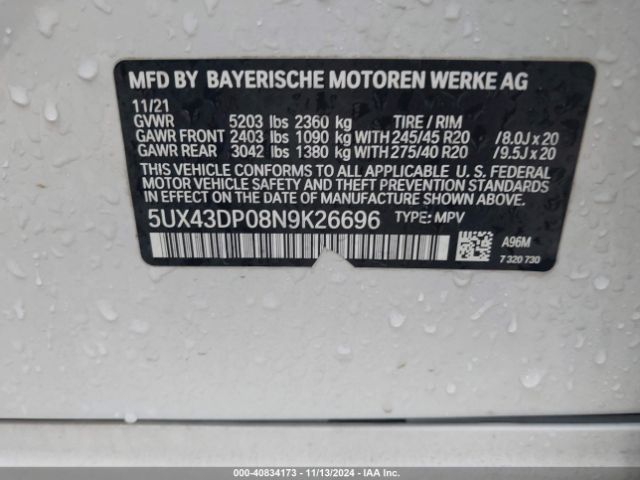 MFD BY BAYERISCHE MOTOREN WERKE AG
11/21
GVWR 5203 lbs 2360 kg TIRE / RIM
GAWR FRONT 2403 lbs 1090 kg WITH 245/45 R20 /8.0J x 20
GAWR REAR 3042 lbs 1380 kg WITH 275/40 R20 /9.5J x 20
THIS VEHICLE CONFORMS TO ALL APPLICABLE U. S. FEDERAL
MOTOR VEHICLE SAFETY AND THEFT PREVENTION STANDARDS
IN EFFECT ON THE DATE OF MANUFACTURE SHOWN ABOVE.
5UX43DP08N9K26696 TYPE: MPV
A96M
7 320 730
000-40834173 - 11/13/2024 - IAA Inc.